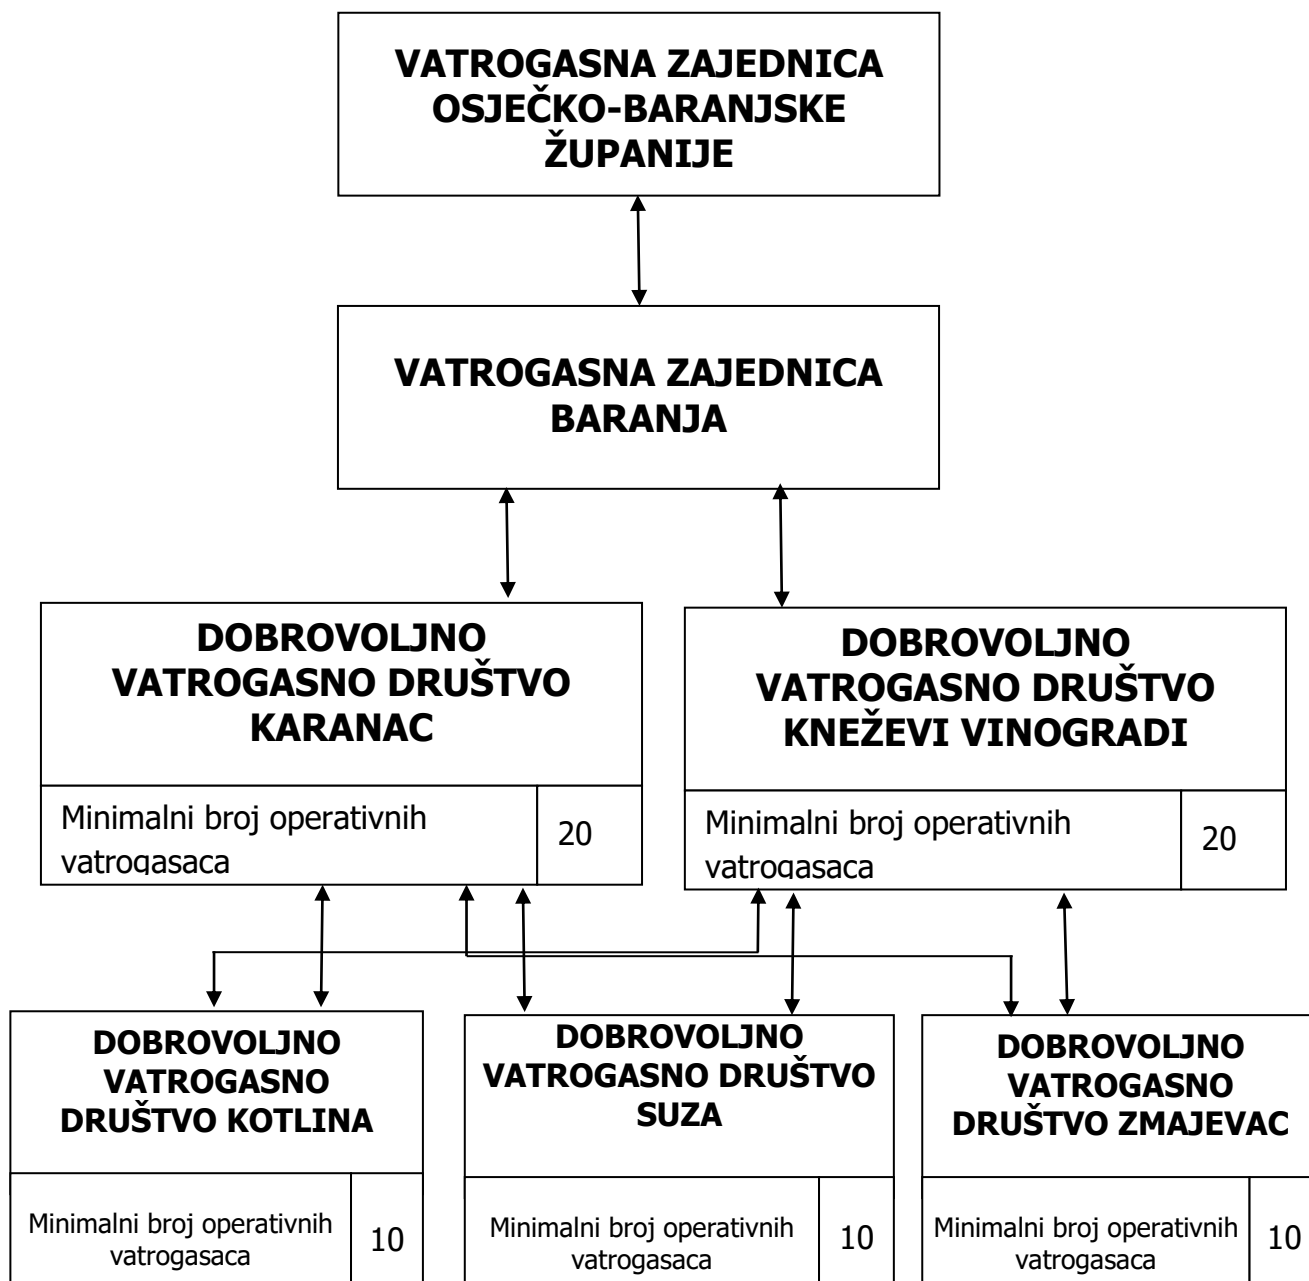 VATROGASNA ZAJEDNICA
OSJEČKO-BARANJSKE
ŽUPANIJE
VATROGASNA ZAJEDNICA
BARANJA
DOBROVOLJNO
VATROGASNO DRUŠTVO
KARANAC
Minimalni broj operativnih
vatrogasaca
20
DOBROVOLJNO
VATROGASNO DRUŠTVO
KNEŽEVI VINOGRADI
Minimalni broj operativnih
vatrogasaca
20
DOBROVOLJNO
VATROGASNO
DRUŠTVO KOTLINA
Minimalni broj operativnih
vatrogasaca
10
DOBROVOLJNO
VATROGASNO DRUŠTVO
SUZA
Minimalni broj operativnih
vatrogasaca
10
DOBROVOLJNO
VATROGASNO
DRUŠTVO ZMAJEVAC
Minimalni broj operativnih
vatrogasaca
10